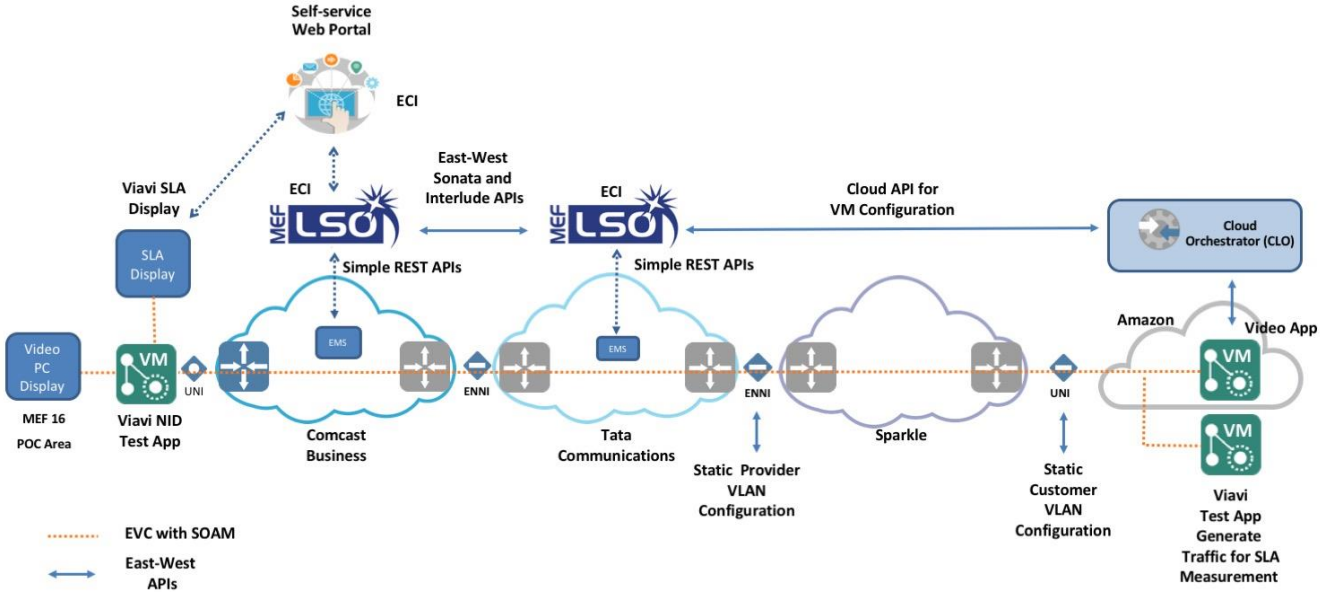 Self-service
Web Portal
ECI
East-West
Sonata and
Interlude APIs
Viavi SLA
Display
ECI
MEF
LSO
ECI
MEF
LSO
Cloud API for
VM Configuration
Cloud
Orchestrator (CLO)
SLA
Display
Simple REST APIs
Simple REST APIs
Amazon
Video App
Video
PC
Display
VM
UNI
EMS
ENNI
EMS
ENNI
UNI
VM
MEF 16
POC Area
Viavi NID
Test App
Comcast
Business
Tata
Communications
Sparkle
VM
Static Provider
VLAN
Configuration
Static
Customer
VLAN
Configuration
Viavi
Test App
Generate
Traffic for SLA
Measurement
EVC with SOAM
East-West
APIs